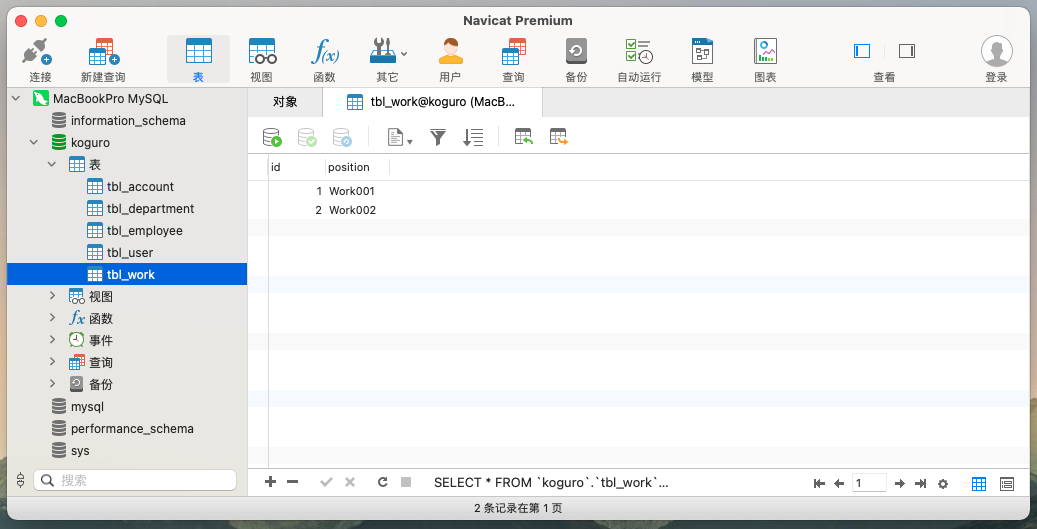 Navicat Premium
连接 新建查询 表 视图 函数 其它 用户 查询 备份 自动运行 模型 图表 查看 登录
MacBookPro MySQL
information_schema
koguro
表
tbl_account
tbl_department
tbl_employee
tbl_user
tbl_work
视图
函数
事件
查询
备份
mysql
performance_schema
sys
搜索
对象 tbl_work@koguro (MacB...
id position
1 Work001
2 Work002
SELECT * FROM `koguro`.`tbl_work`... 1
2 条记录在第 1 页